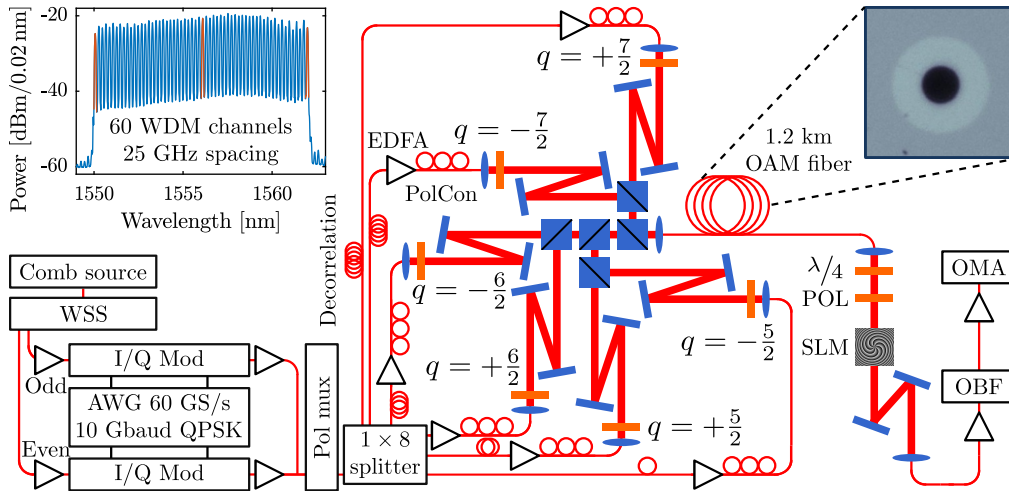 Power [dBm/0.02 nm]
-20
-40
-60
60 WDM channels
25 GHz spacing
1550
1555
1560
Wavelength [nm]
q = +7/2
EDFA
q = −7/2
PolCon
1.2 km
OAM fiber
Decorrelation
Comb source
WSS
q = −6/2
λ/4
POL
OMA
q = −5/2
SLM
I/Q Mod
Odd
q = +6/2
AWG 60 GS/s
10 Gbaud QPSK
Pol mux
OBF
q = +5/2
Even
1 × 8
splitter
I/Q Mod